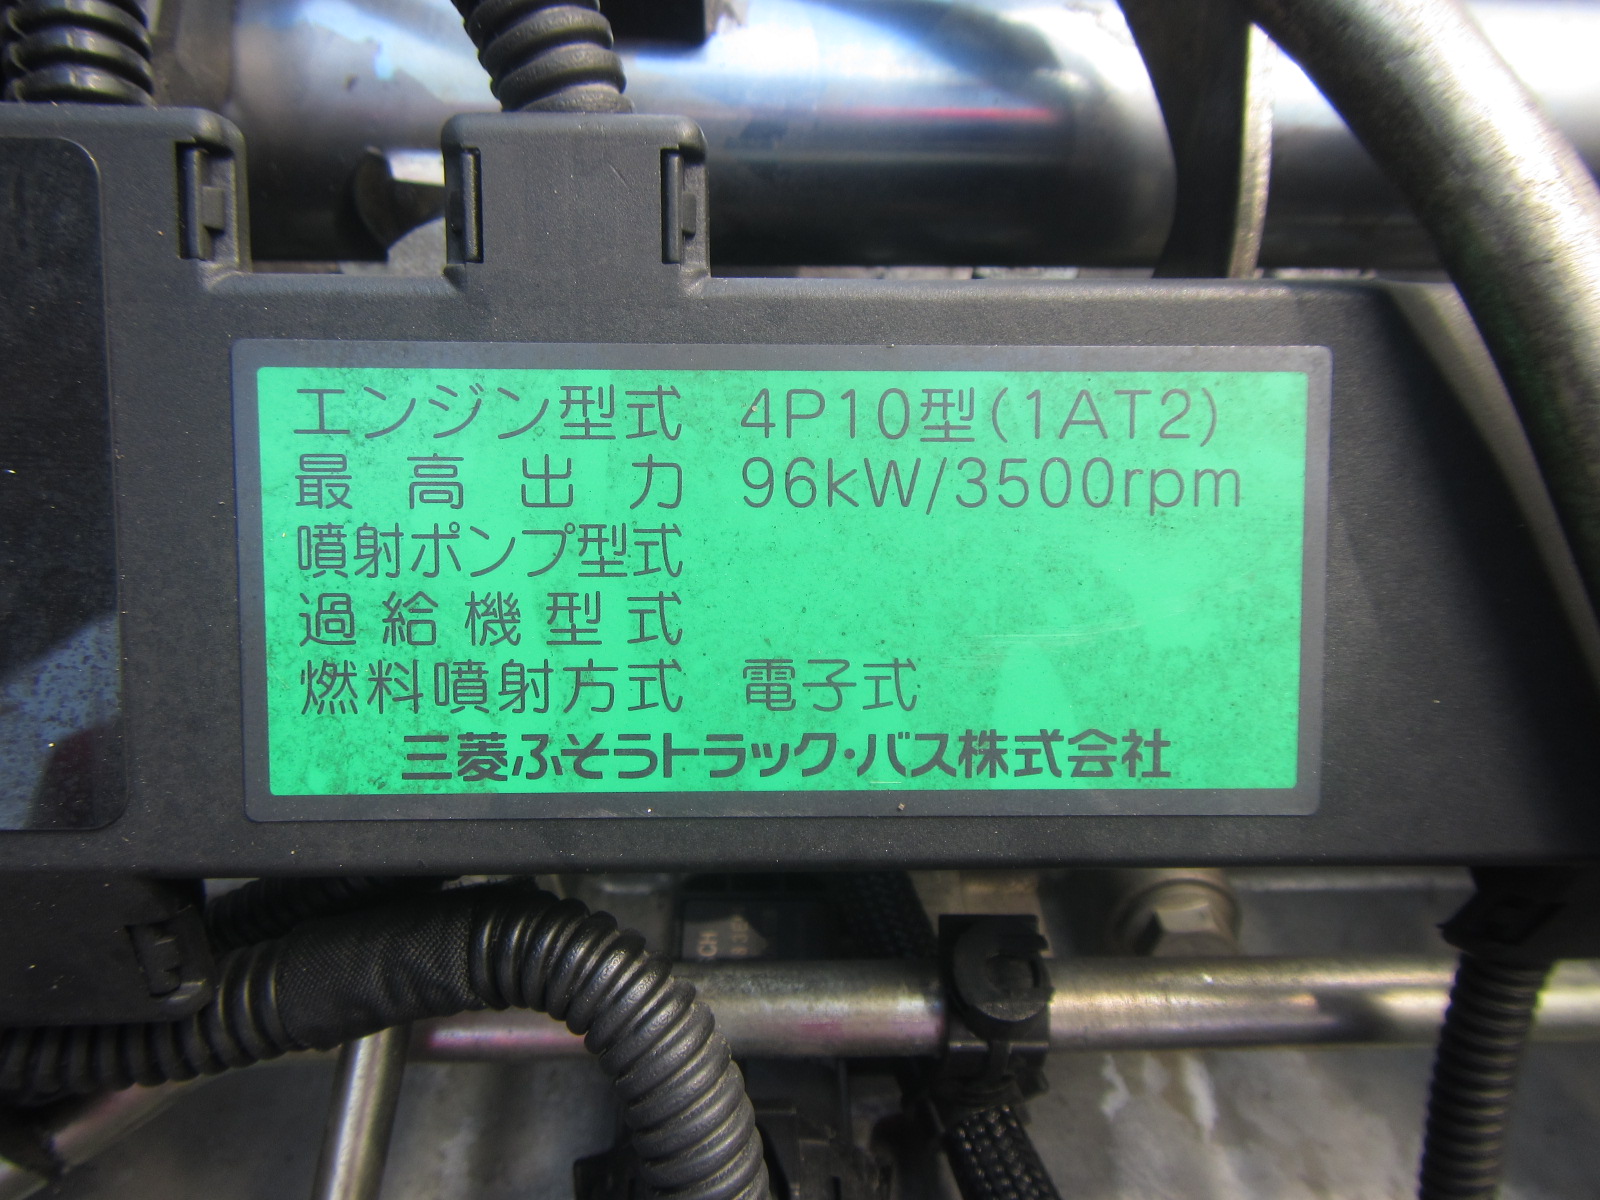 エンジン型式 4P10型(1AT2)
最高出力 96kW/3500rpm
噴射ポンプ型式
過給機型式
燃料噴射方式 電子式
三菱ふそうトラック・バス株式会社